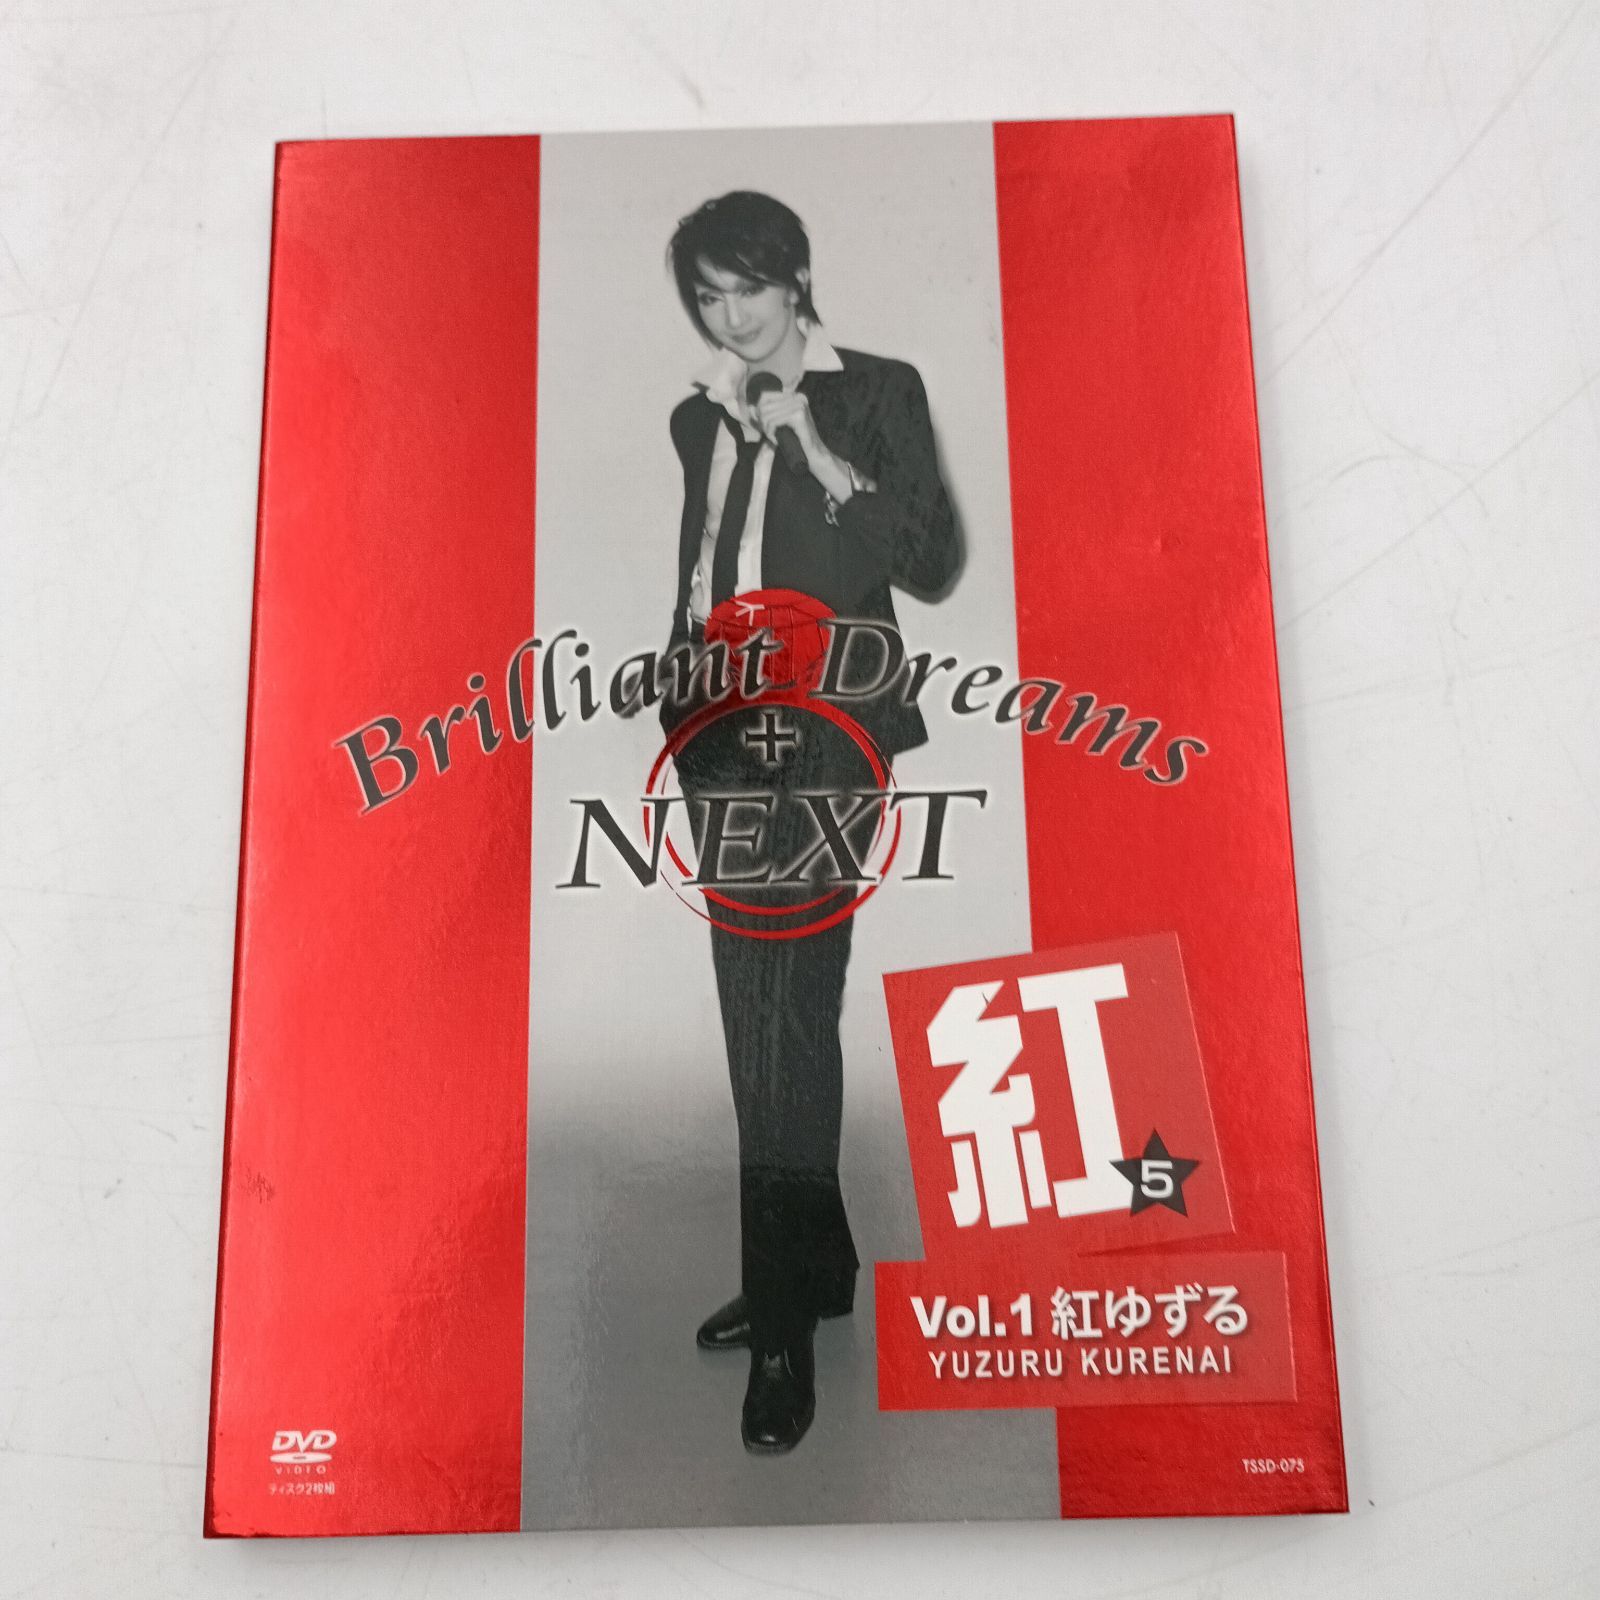 Brilliant Dreams
+
NEXT
紅
5
Vol.1 紅ゆずる
YUZURU KURENAI
DVD
VIDEO
ディスク2枚組
TSSD-075